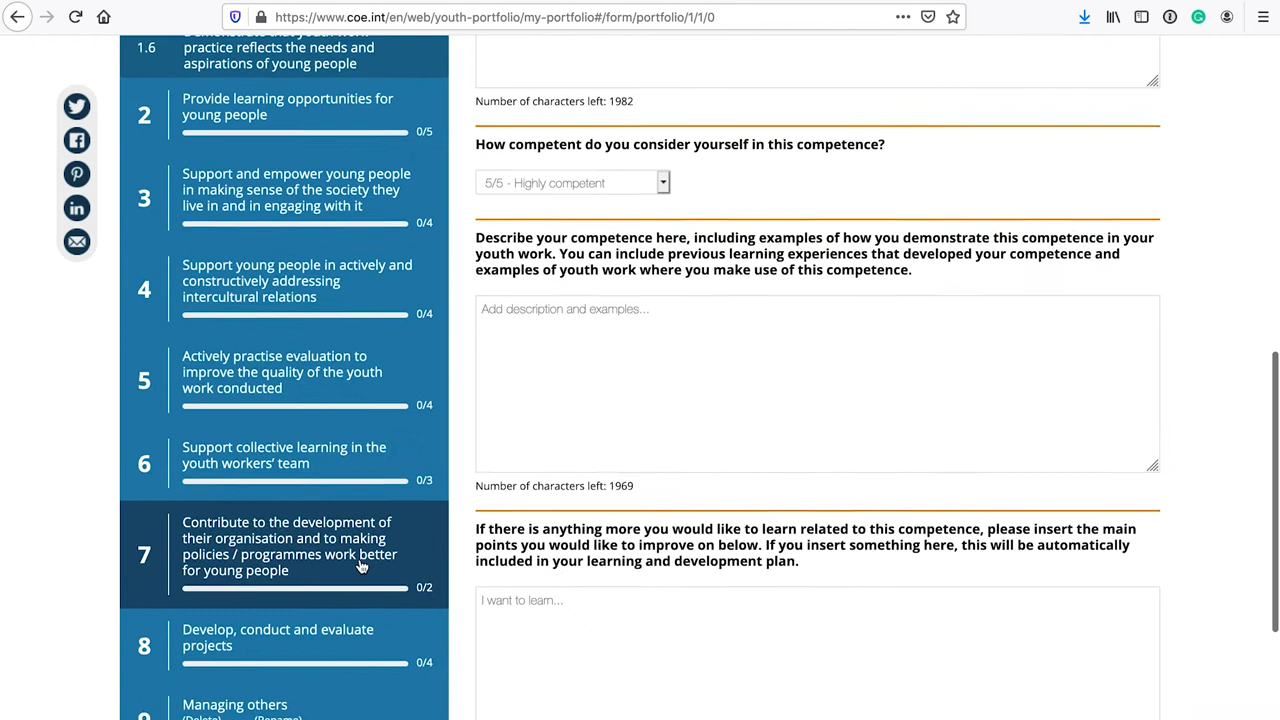 https://www.coe.int/en/web/youth-portfolio/my-portfolio#/form/portfolio/1/1/0
1.6
practice reflects the needs and
aspirations of young people
2
Provide learning opportunities for
young people
0/5
3
Support and empower young people
in making sense of the society they
live in and in engaging with it
0/4
4
Support young people in actively and
constructively addressing
intercultural relations
0/4
5
Actively practise evaluation to
improve the quality of the youth
work conducted
0/4
6
Support collective learning in the
youth workers' team
0/3
7
Contribute to the development of
their organisation and to making
policies / programmes work better
for young people
0/2
8
Develop, conduct and evaluate
projects
0/4
9
Managing others
(Delete) (Rename)
Number of characters left: 1982
How competent do you consider yourself in this competence?
5/5 - Highly competent
Describe your competence here, including examples of how you demonstrate this competence in your
youth work. You can include previous learning experiences that developed your competence and
examples of youth work where you make use of this competence.
Add description and examples...
Number of characters left: 1969
If there is anything more you would like to learn related to this competence, please insert the main
points you would like to improve on below. If you insert something here, this will be automatically
included in your learning and development plan.
I want to learn...